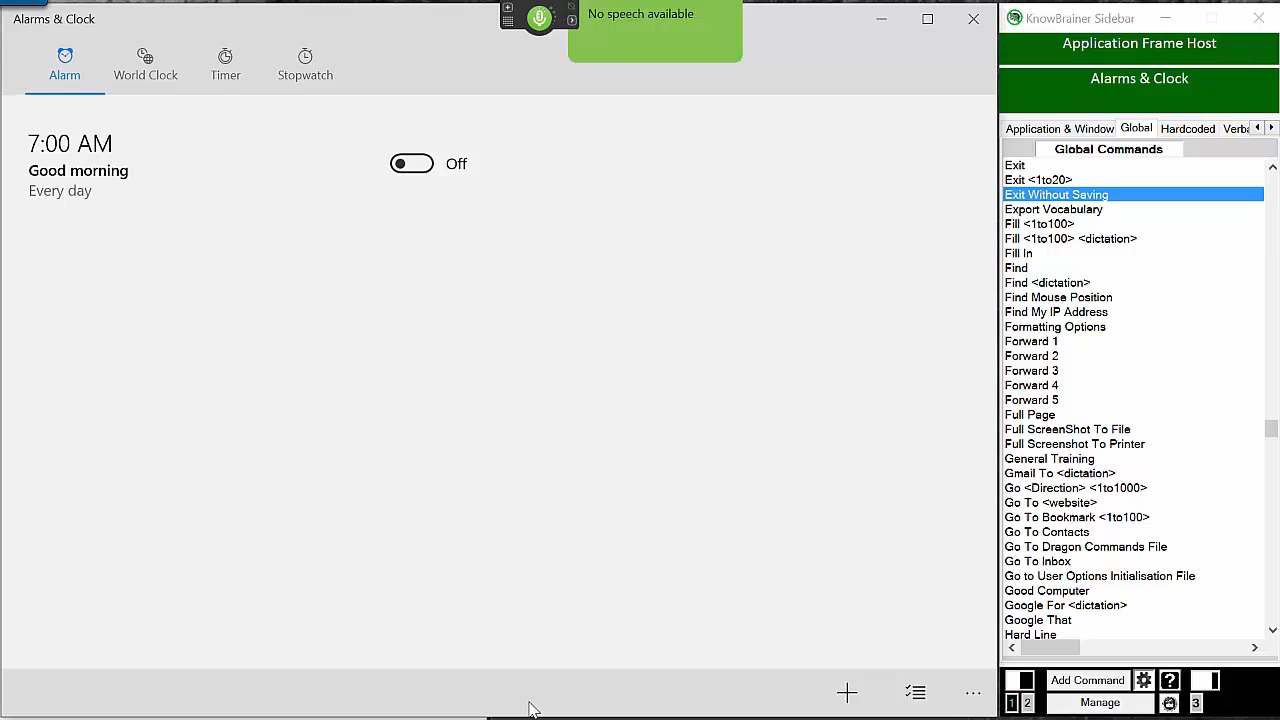 Alarms & Clock
No speech available
Alarm
World Clock
Timer
Stopwatch
7:00 AM
Good morning
Every day
Off
KnowBrainer Sidebar
Application Frame Host
Alarms & Clock
Application & Window
Global
Hardcoded
Global Commands
Exit
Exit <1to20>
Exit Without Saving
Export Vocabulary
Fill <1to100>
Fill <1to100> <dictation>
Fill In
Find
Find <dictation>
Find Mouse Position
Find My IP Address
Formatting Options
Forward 1
Forward 2
Forward 3
Forward 4
Forward 5
Full Page
Full ScreenShot To File
Full Screenshot To Printer
General Training
Gmail To <dictation>
Go <Direction> <1to1000>
Go To <website>
Go To Bookmark <1to100>
Go To Contacts
Go To Dragon Commands File
Go To Inbox
Go to User Options Initialisation File
Good Computer
Google For <dictation>
Google That
Hard Line
Add Command
1 2
Manage
3